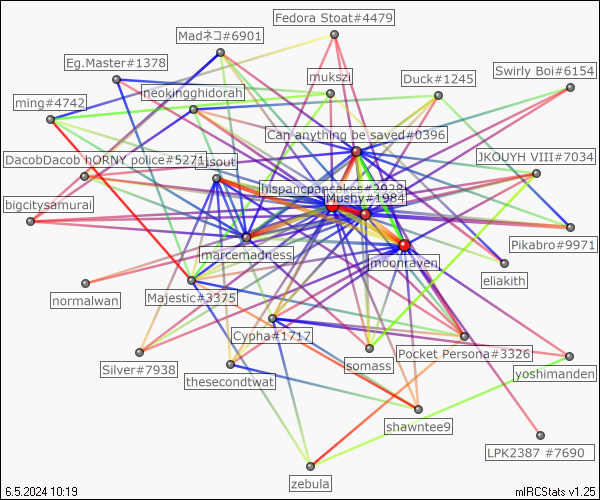 Fedora Stoat#4479
Madネコ#6901
Eg.Master#1378
mukszi
Duck#1245
Swirly Boi#6154
neokingghidorah
ming#4742
Can anything be saved#0396
DacobDacob hORNY police#5271
JKOUYH VIII#7034
Mushy#1984
bigcitysamurai
marcemadness
Pikabro#9971
moonraven
eliakith
normalwan
Majestic#3375
Cypha#1717
Pocket Persona#3326
somass
Silver#7938
thesecondtwat
yoshimanden
shawntee9
LPK2387 #7690
zebula
6.5.2024 10:19
mIRCStats v1.25